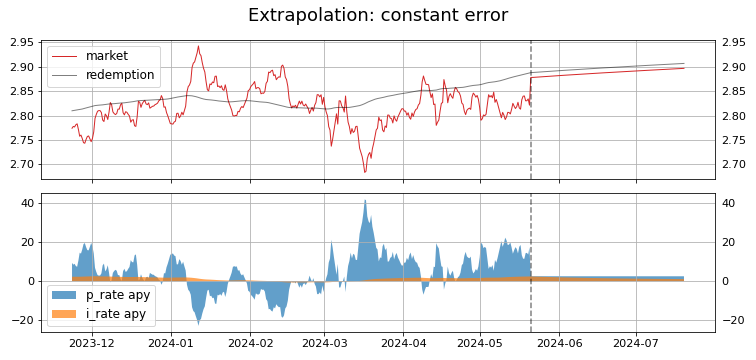 Extrapolation: constant error
2.95 2.95
market
redemption
2.90 2.90
2.85 2.85
2.80 2.80
2.75 2.75
2.70 2.70
40 40
20 20
0 0
p_rate apy
i_rate apy
−20 −20
2023-12 2024-01 2024-02 2024-03 2024-04 2024-05 2024-06 2024-07